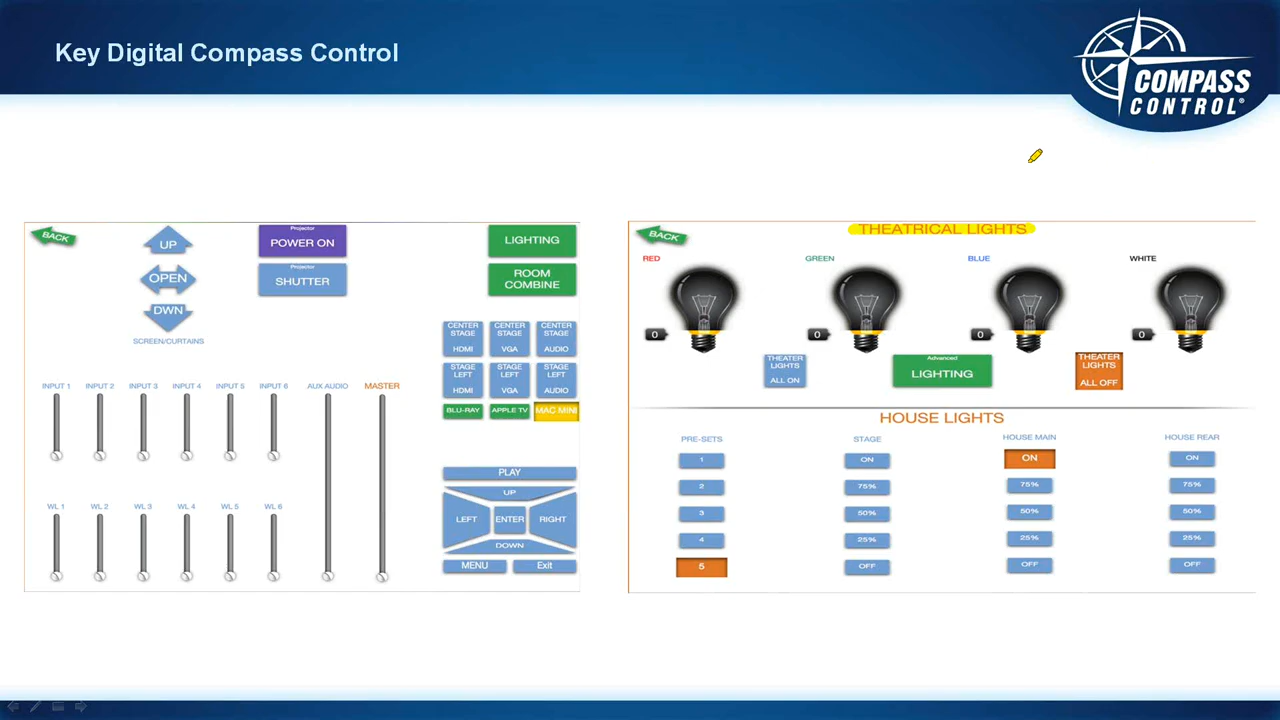 Key Digital Compass Control
COMPASS
CONTROL®
BACK
UP
OPEN
DWN
SCREEN/CURTAINS
Projector
POWER ON
Projector
SHUTTER
LIGHTING
ROOM
COMBINE
CENTER
STAGE
HDMI
CENTER
STAGE
VGA
CENTER
STAGE
AUDIO
STAGE
LEFT
HDMI
STAGE
LEFT
VGA
STAGE
LEFT
AUDIO
BLU-RAY
APPLE TV
MAC MINI
INPUT 1 INPUT 2 INPUT 3 INPUT 4 INPUT 5 INPUT 6 AUX AUDIO MASTER
WL 1 WL 2 WL 3 WL 4 WL 5 WL 6
PLAY
UP
LEFT ENTER RIGHT
DOWN
MENU Exit
BACK
THEATRICAL LIGHTS
RED GREEN BLUE WHITE
0 0 0 0
THEATER
LIGHTS
ALL ON
Advanced
LIGHTING
THEATER
LIGHTS
ALL OFF
HOUSE LIGHTS
PRE-SETS STAGE HOUSE MAIN HOUSE REAR
1 ON ON ON
2 75% 75% 75%
3 50% 50% 50%
4 25% 25% 25%
5 OFF OFF OFF